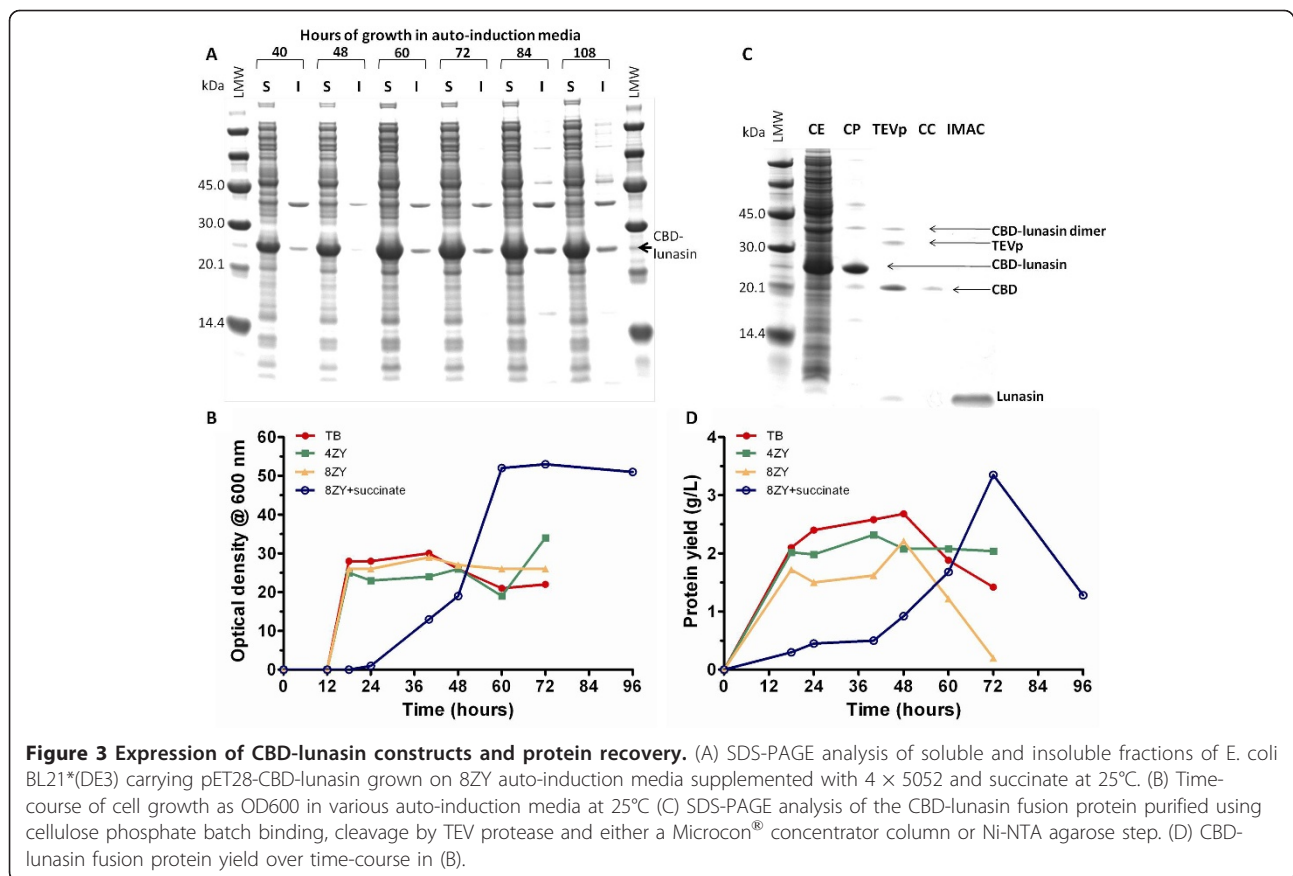 A
Hours of growth in auto-induction media
40 48 60 72 84 108
kDa LMW S I S I S I S I S I S I LMW
45.0
30.0
20.1
14.4
CBD-
lunasin
C
kDa LMW CE CP TEVp CC IMAC
45.0
30.0
20.1
14.4
CBD-lunasin dimer
TEVp
CBD-lunasin
CBD
Lunasin
B
TB
4ZY
8ZY
8ZY+succinate
Optical density @ 600 nm
60
50
40
30
20
10
0
0 12 24 36 48 60 72 84 96
Time (hours)
D
TB
4ZY
8ZY
8ZY+succinate
Protein yield (g/L)
4
3
2
1
0
0 12 24 36 48 60 72 84 96
Time (hours)
Figure 3 Expression of CBD-lunasin constructs and protein recovery. (A) SDS-PAGE analysis of soluble and insoluble fractions of E. coli
BL21*(DE3) carrying pET28-CBD-lunasin grown on 8ZY auto-induction media supplemented with 4 × 5052 and succinate at 25°C. (B) Time-
course of cell growth as OD600 in various auto-induction media at 25°C (C) SDS-PAGE analysis of the CBD-lunasin fusion protein purified using
cellulose phosphate batch binding, cleavage by TEV protease and either a Microcon® concentrator column or Ni-NTA agarose step. (D) CBD-
lunasin fusion protein yield over time-course in (B).